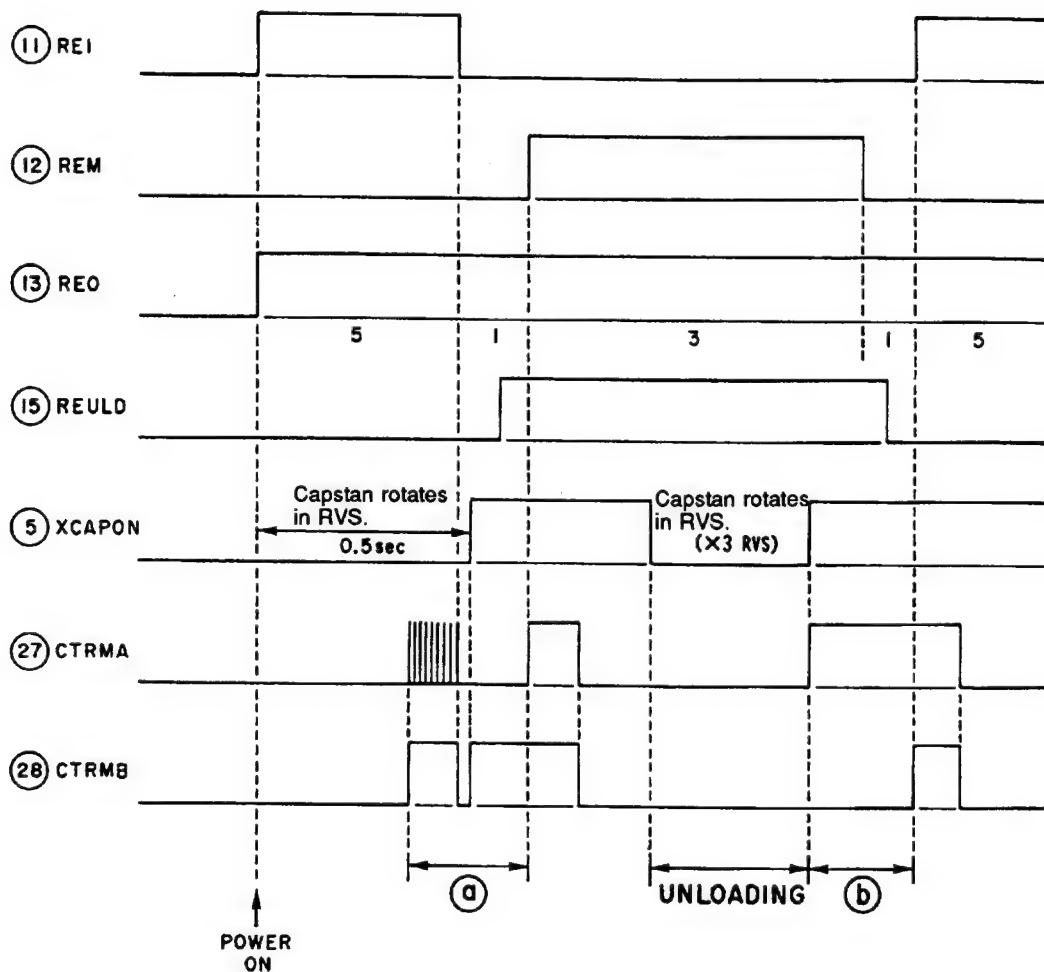 11 REI
12 REM
13 REO
5 1 3 1 5
15 REULD
Capstan rotates
in RVS.
0.5sec
Capstan rotates
in RVS.
(×3 RVS)
5 XCAPON
27 CTRMA
28 CTRMB
a UNLOADING b
POWER
ON